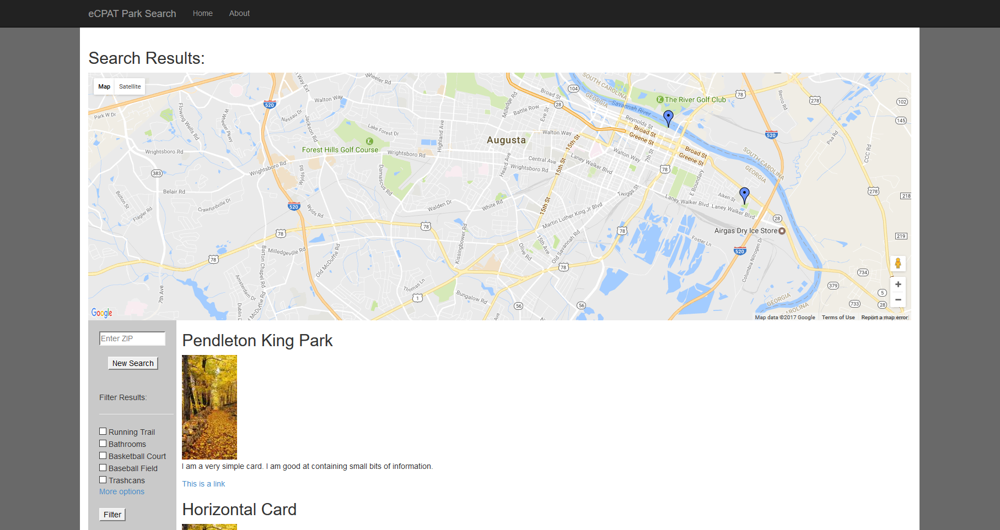 eCPAT Park Search Home About
Search Results:
Map Satellite
Wheeler Rd
Way Ext
Park W Dr
Flowing Wells Rd
W Wheeler Pkwy
520
Walton Way
Nassau Dr
Jackson Rd
Lake Forest Dr
Forest Hills Golf Course
Wrightsboro Rd
Wrightsboro Rd
Wrightsboro Rd
Highland Ave
Milledge Rd
Battle Row
Eve St
Broad St
28
104
SOUTH CAROLINA
GEORGIA
Savannah River
The River Golf Club
78
Revco Rd
278
102
145
Augusta
Walton Way
15th St
Reynolds St
Broad St
Greene St
Broad St
Greene St
Walton Way
7th St
520
Psa Rd
CCC Rd
SOUTH CAROLINA
GEORGIA
383
Belair Rd
Bolton St
Flagler Rd
Crawfordville Dr
Wylds Rd
Wylds Rd
520
Damascus Rd
Heard Ave
Central Ave
Wrightsboro Rd
15th St
Laney Walker Blvd
78
E Boundary
Twiggs St
Aiken St
Laney Walker Blvd
Laney Walker Blvd
278
218
Walden Dr
White Rd
15th St
Martin Luther King Jr Blvd
28
Airgas Dry Ice Store
219
78
78
78
78
78
Barton Chapel Rd
Milledgeville Rd
Old McDuffie Rd
Kissingbower Rd
Olive Rd
15th Ave
Old Savannah Rd
Foster Ln
520
Columbia Nitrogen Dr
734
379
5
733
28
GEORGIA
CAROLINA
7th Ave
Amsterdam Dr
Dublin D
McDuffie Rd
Thomas Ln
1
Bungalow Rd
Ave
56
56
+
−
Google
Map data ©2017 Google Terms of Use Report a map error
Enter ZIP
New Search
Filter Results:
Running Trail
Bathrooms
Basketball Court
Baseball Field
Trashcans
More options
Filter
Pendleton King Park
I am a very simple card. I am good at containing small bits of information.
This is a link
Horizontal Card